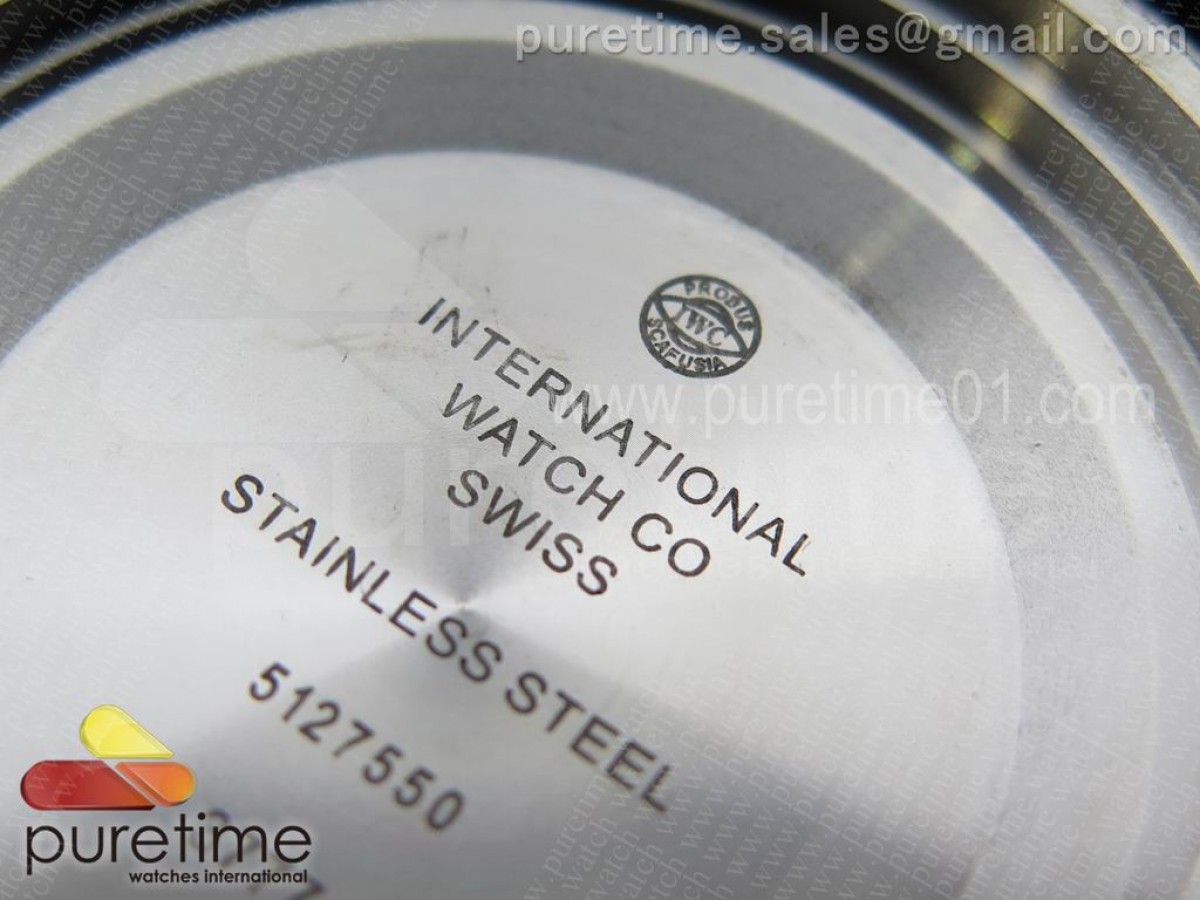 puretime.sales@gmail.com
PROBUS
IWC
SCAFUSIA
INTERNATIONAL
WATCH CO
SWISS
www.puretime01.com
STAINLESS STEEL
5127550
puretime
watches international